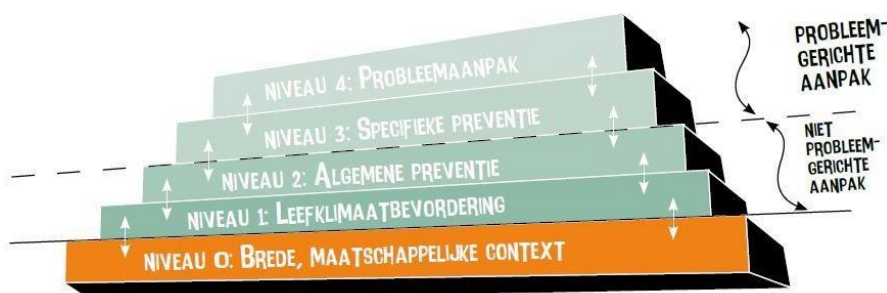 NIVEAU 4: PROBLEEMAANPAK
NIVEAU 3: SPECIFIEKE PREVENTIE
NIVEAU 2: ALGEMENE PREVENTIE
NIVEAU 1: LEEFKLIMAATBEVORDERING
NIVEAU 0: BREDE, MAATSCHAPPELIJKE CONTEXT
PROBLEEM-
GERICHTE
AANPAK
NIET
PROBLEEM-
GERICHTE
AANPAK